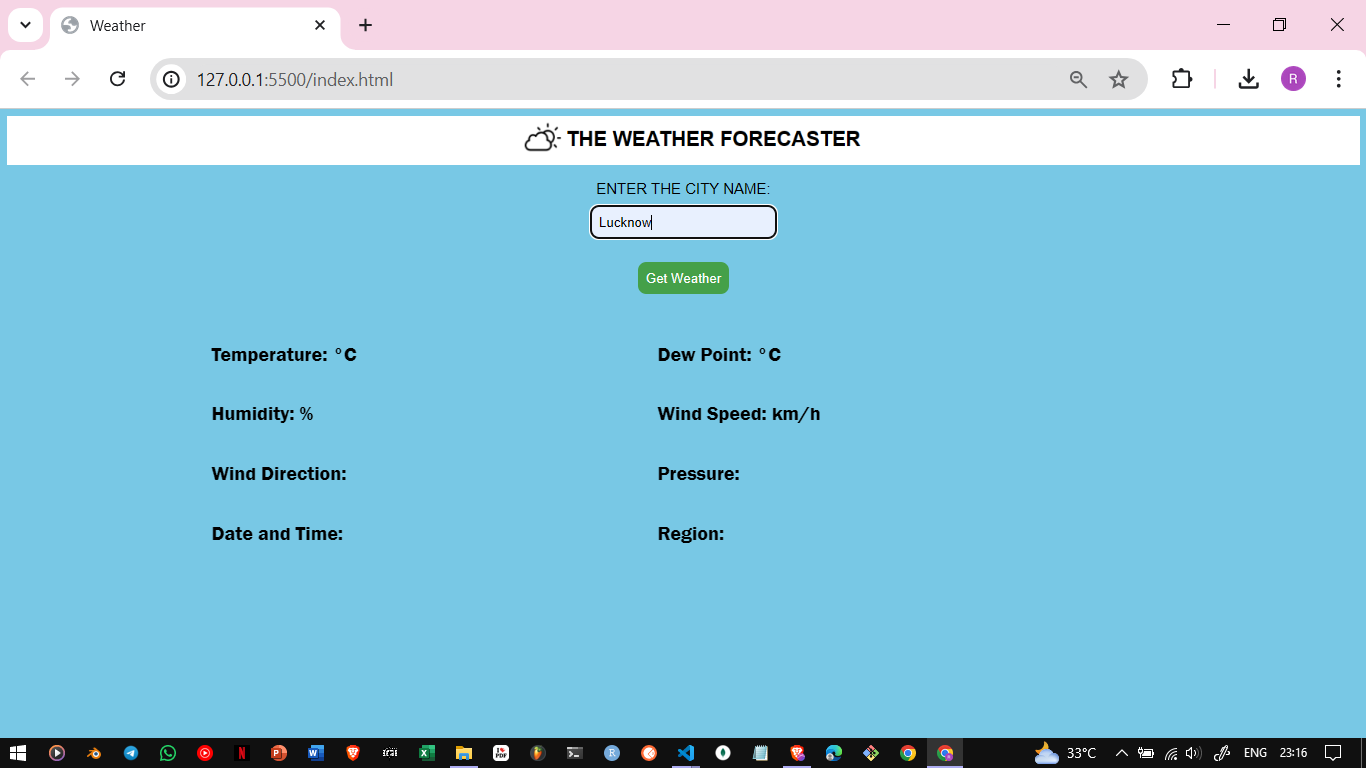 Weather
127.0.0.1:5500/index.html
R
THE WEATHER FORECASTER
ENTER THE CITY NAME:
Lucknow
Get Weather
Temperature: °C
Dew Point: °C
Humidity: %
Wind Speed: km/h
Wind Direction:
Pressure:
Date and Time:
Region:
33°C
ENG
23:16